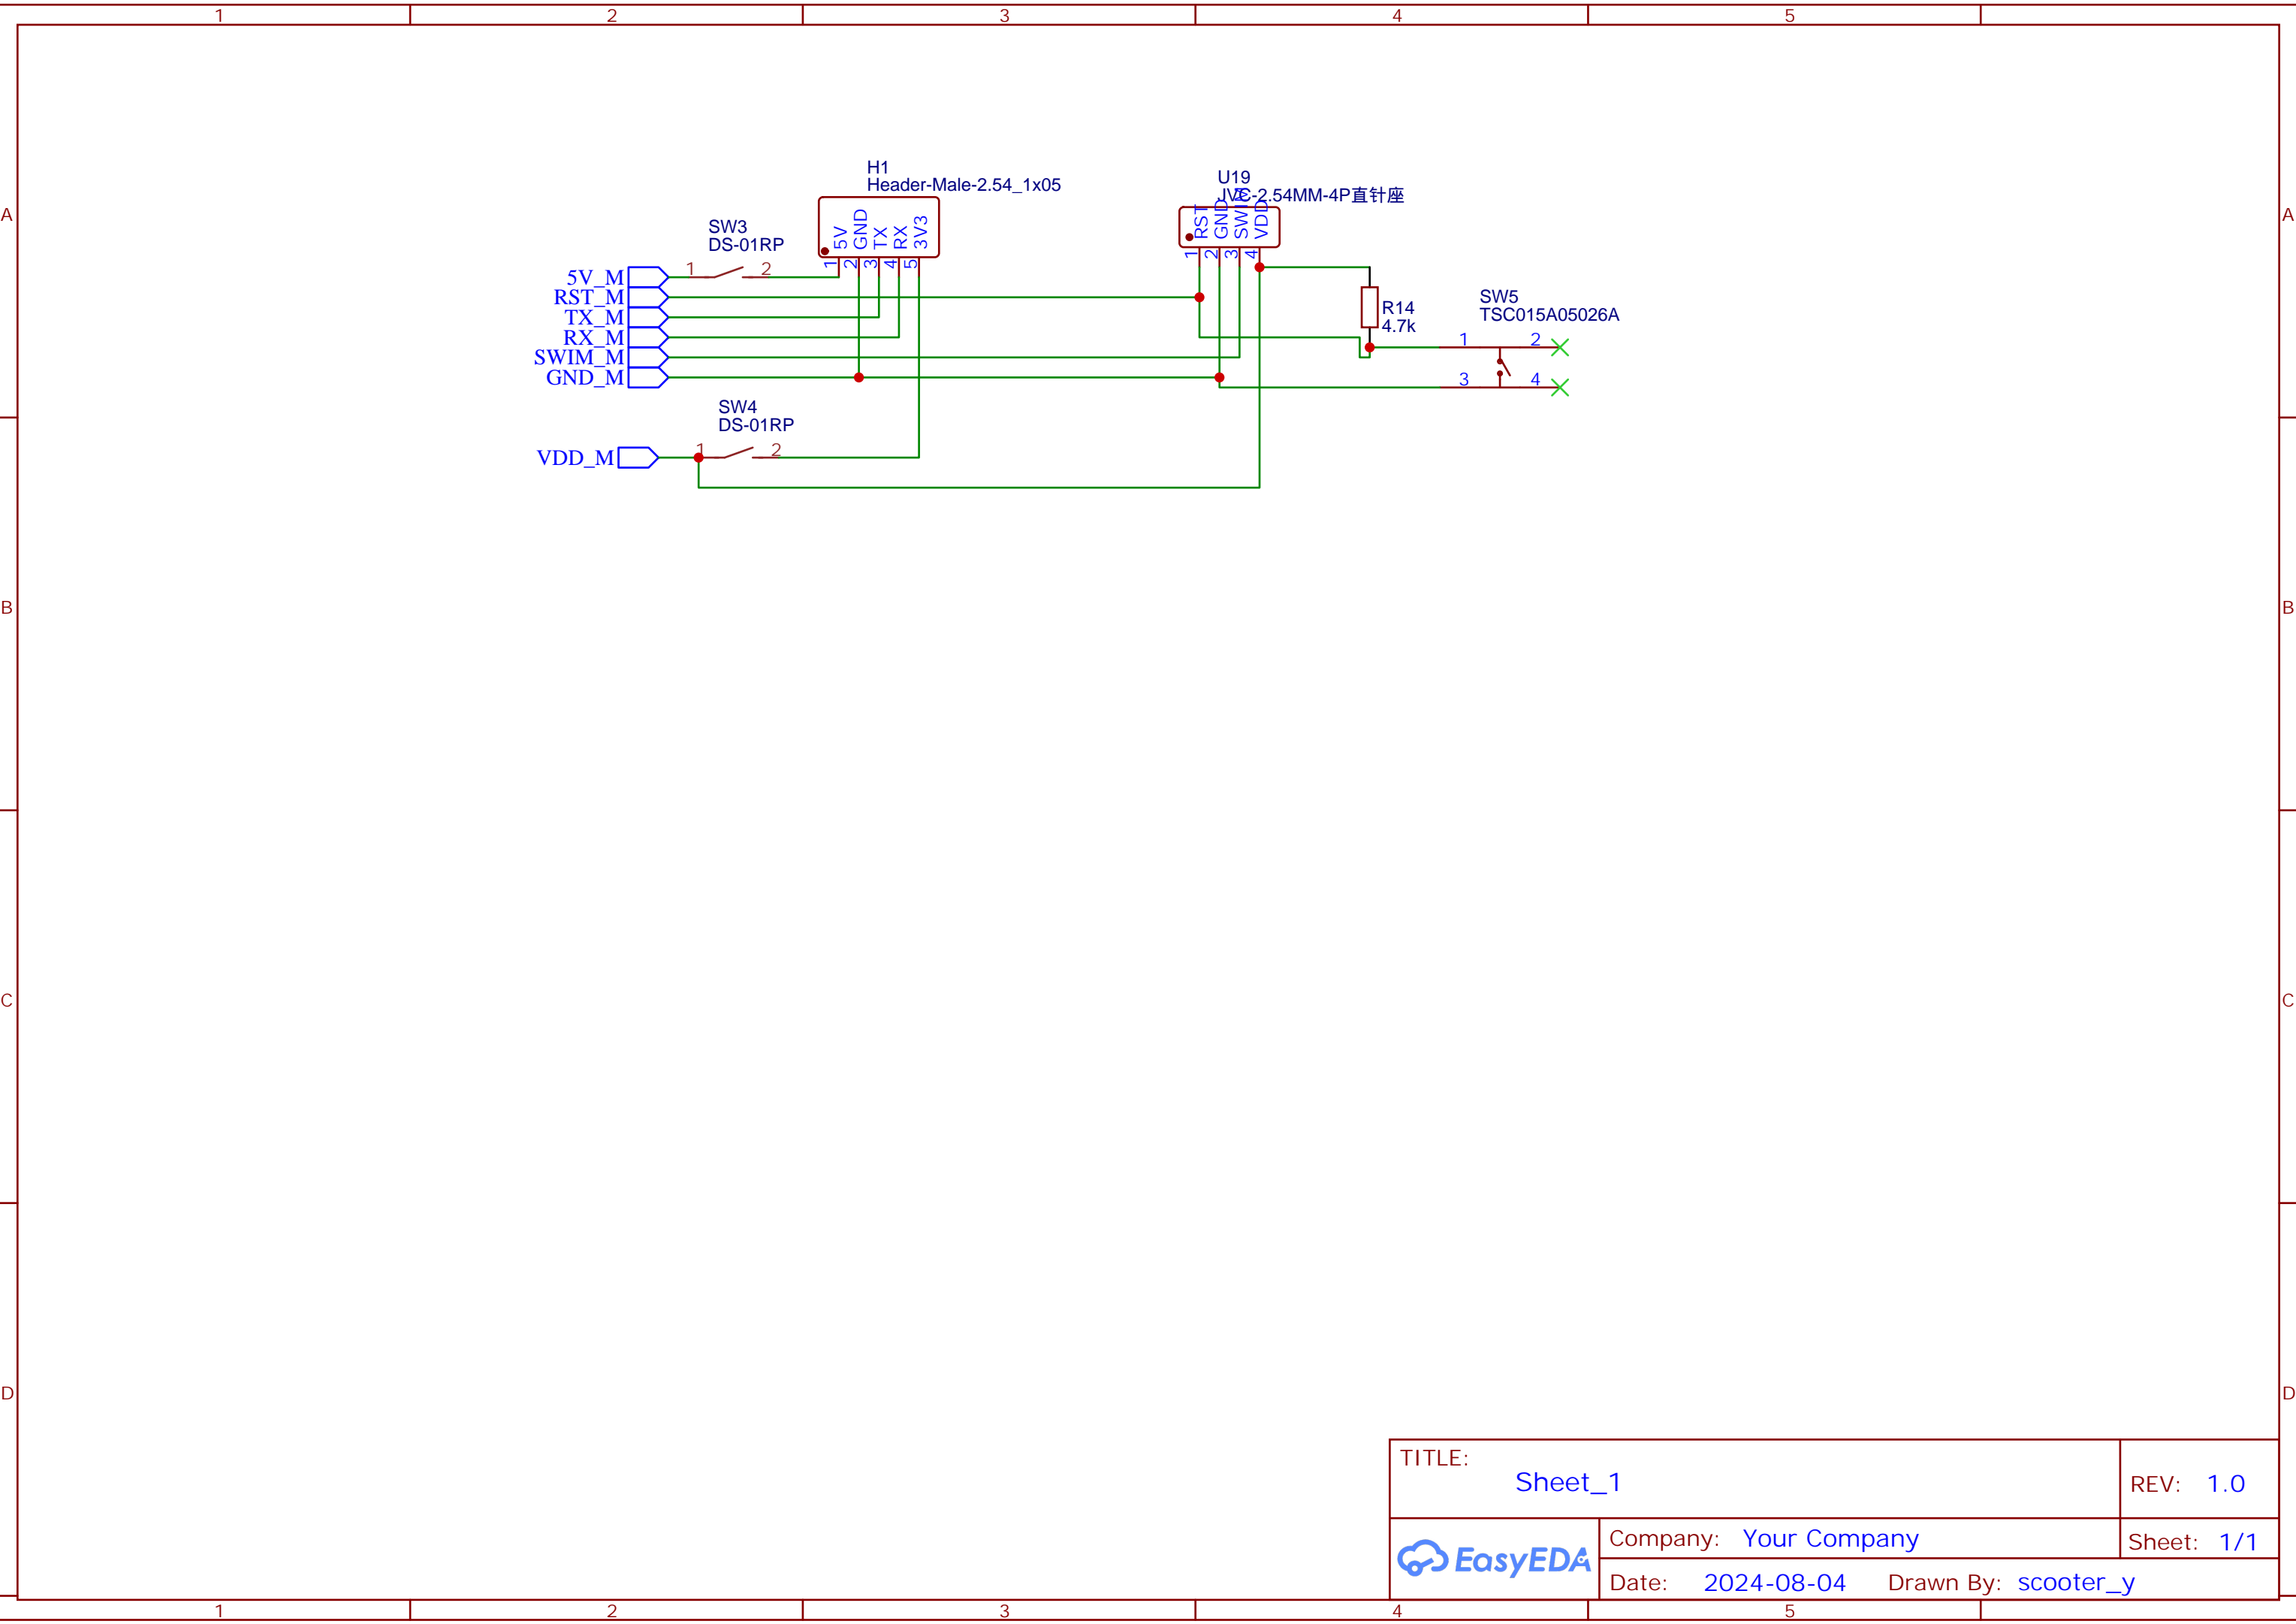 1 2 3 4 5
H1
Header-Male-2.54_1x05
U19
JVC-2.54MM-4P直针座
A A
5V GND TX RX 3V3
RST GND SWIM VDD
SW3
DS-01RP
1 2 3 4 5
1 2 3 4
1 2
5V_M
RST_M
TX_M
RX_M
SWIM_M
GND_M
R14
4.7k
SW5
TSC015A05026A
1 2
3 4
SW4
DS-01RP
1 2
VDD_M
B B
C C
D D
TITLE:
Sheet_1
REV: 1.0
EasyEDA
Company: Your Company
Sheet: 1/1
Date: 2024-08-04 Drawn By: scooter_y
1 2 3 4 5